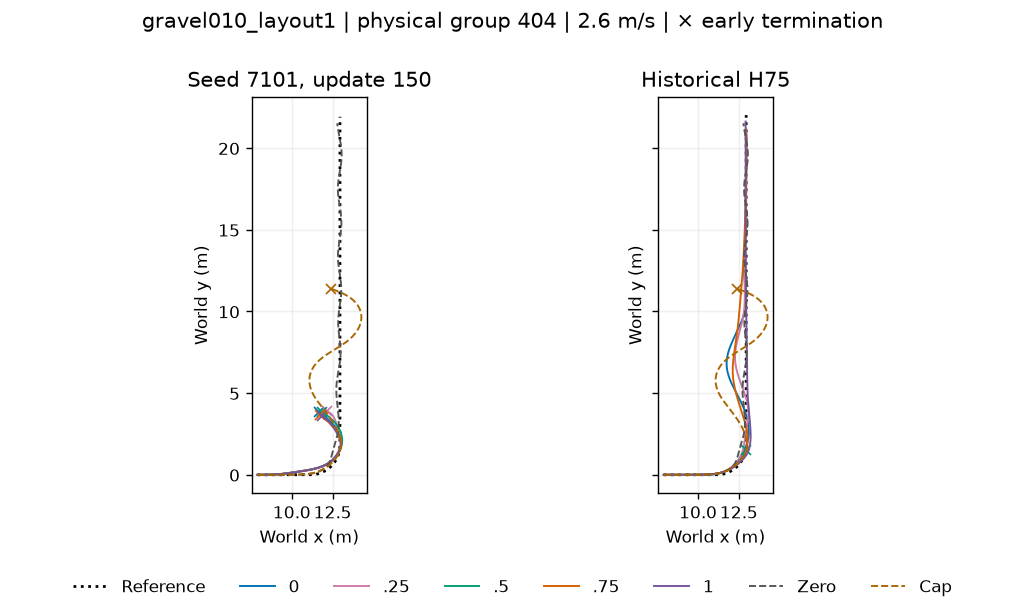 gravel010_layout1 | physical group 404 | 2.6 m/s | × early termination
Seed 7101, update 150
Historical H75
World y (m)
20
15
10
5
0
10.0 12.5
World x (m)
World y (m)
10.0 12.5
World x (m)
Reference 0 .25 .5 .75 1 Zero Cap